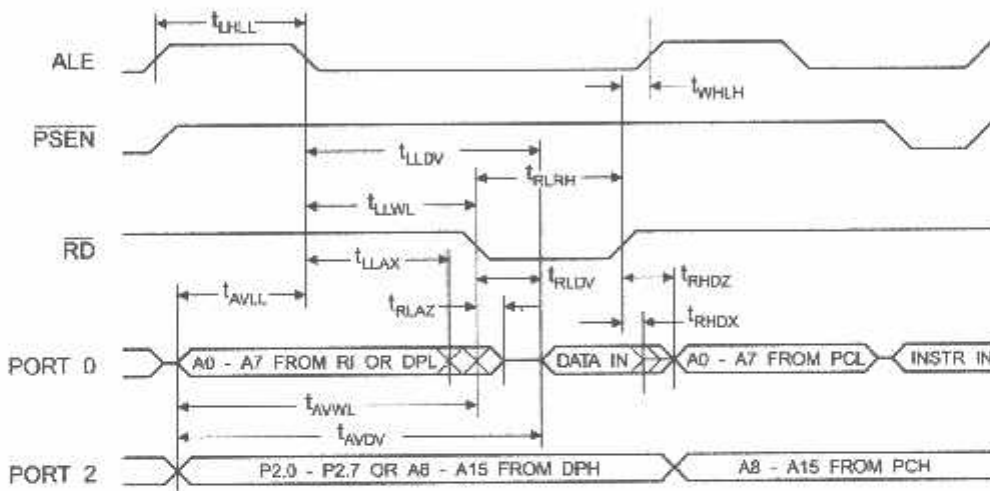 tLHLL
ALE
tWHLH
PSEN
tLLDV
tRLRH
tLLWL
RD
tLLAX
tRLDV
tRHDZ
tAVLL
tRLAZ
tRHDX
PORT 0
A0 - A7 FROM RI OR DPL
DATA IN
A0 - A7 FROM PCL
INSTR IN
tAVWL
tAVDV
PORT 2
P2.0 - P2.7 OR A8 - A15 FROM DPH
A8 - A15 FROM PCH